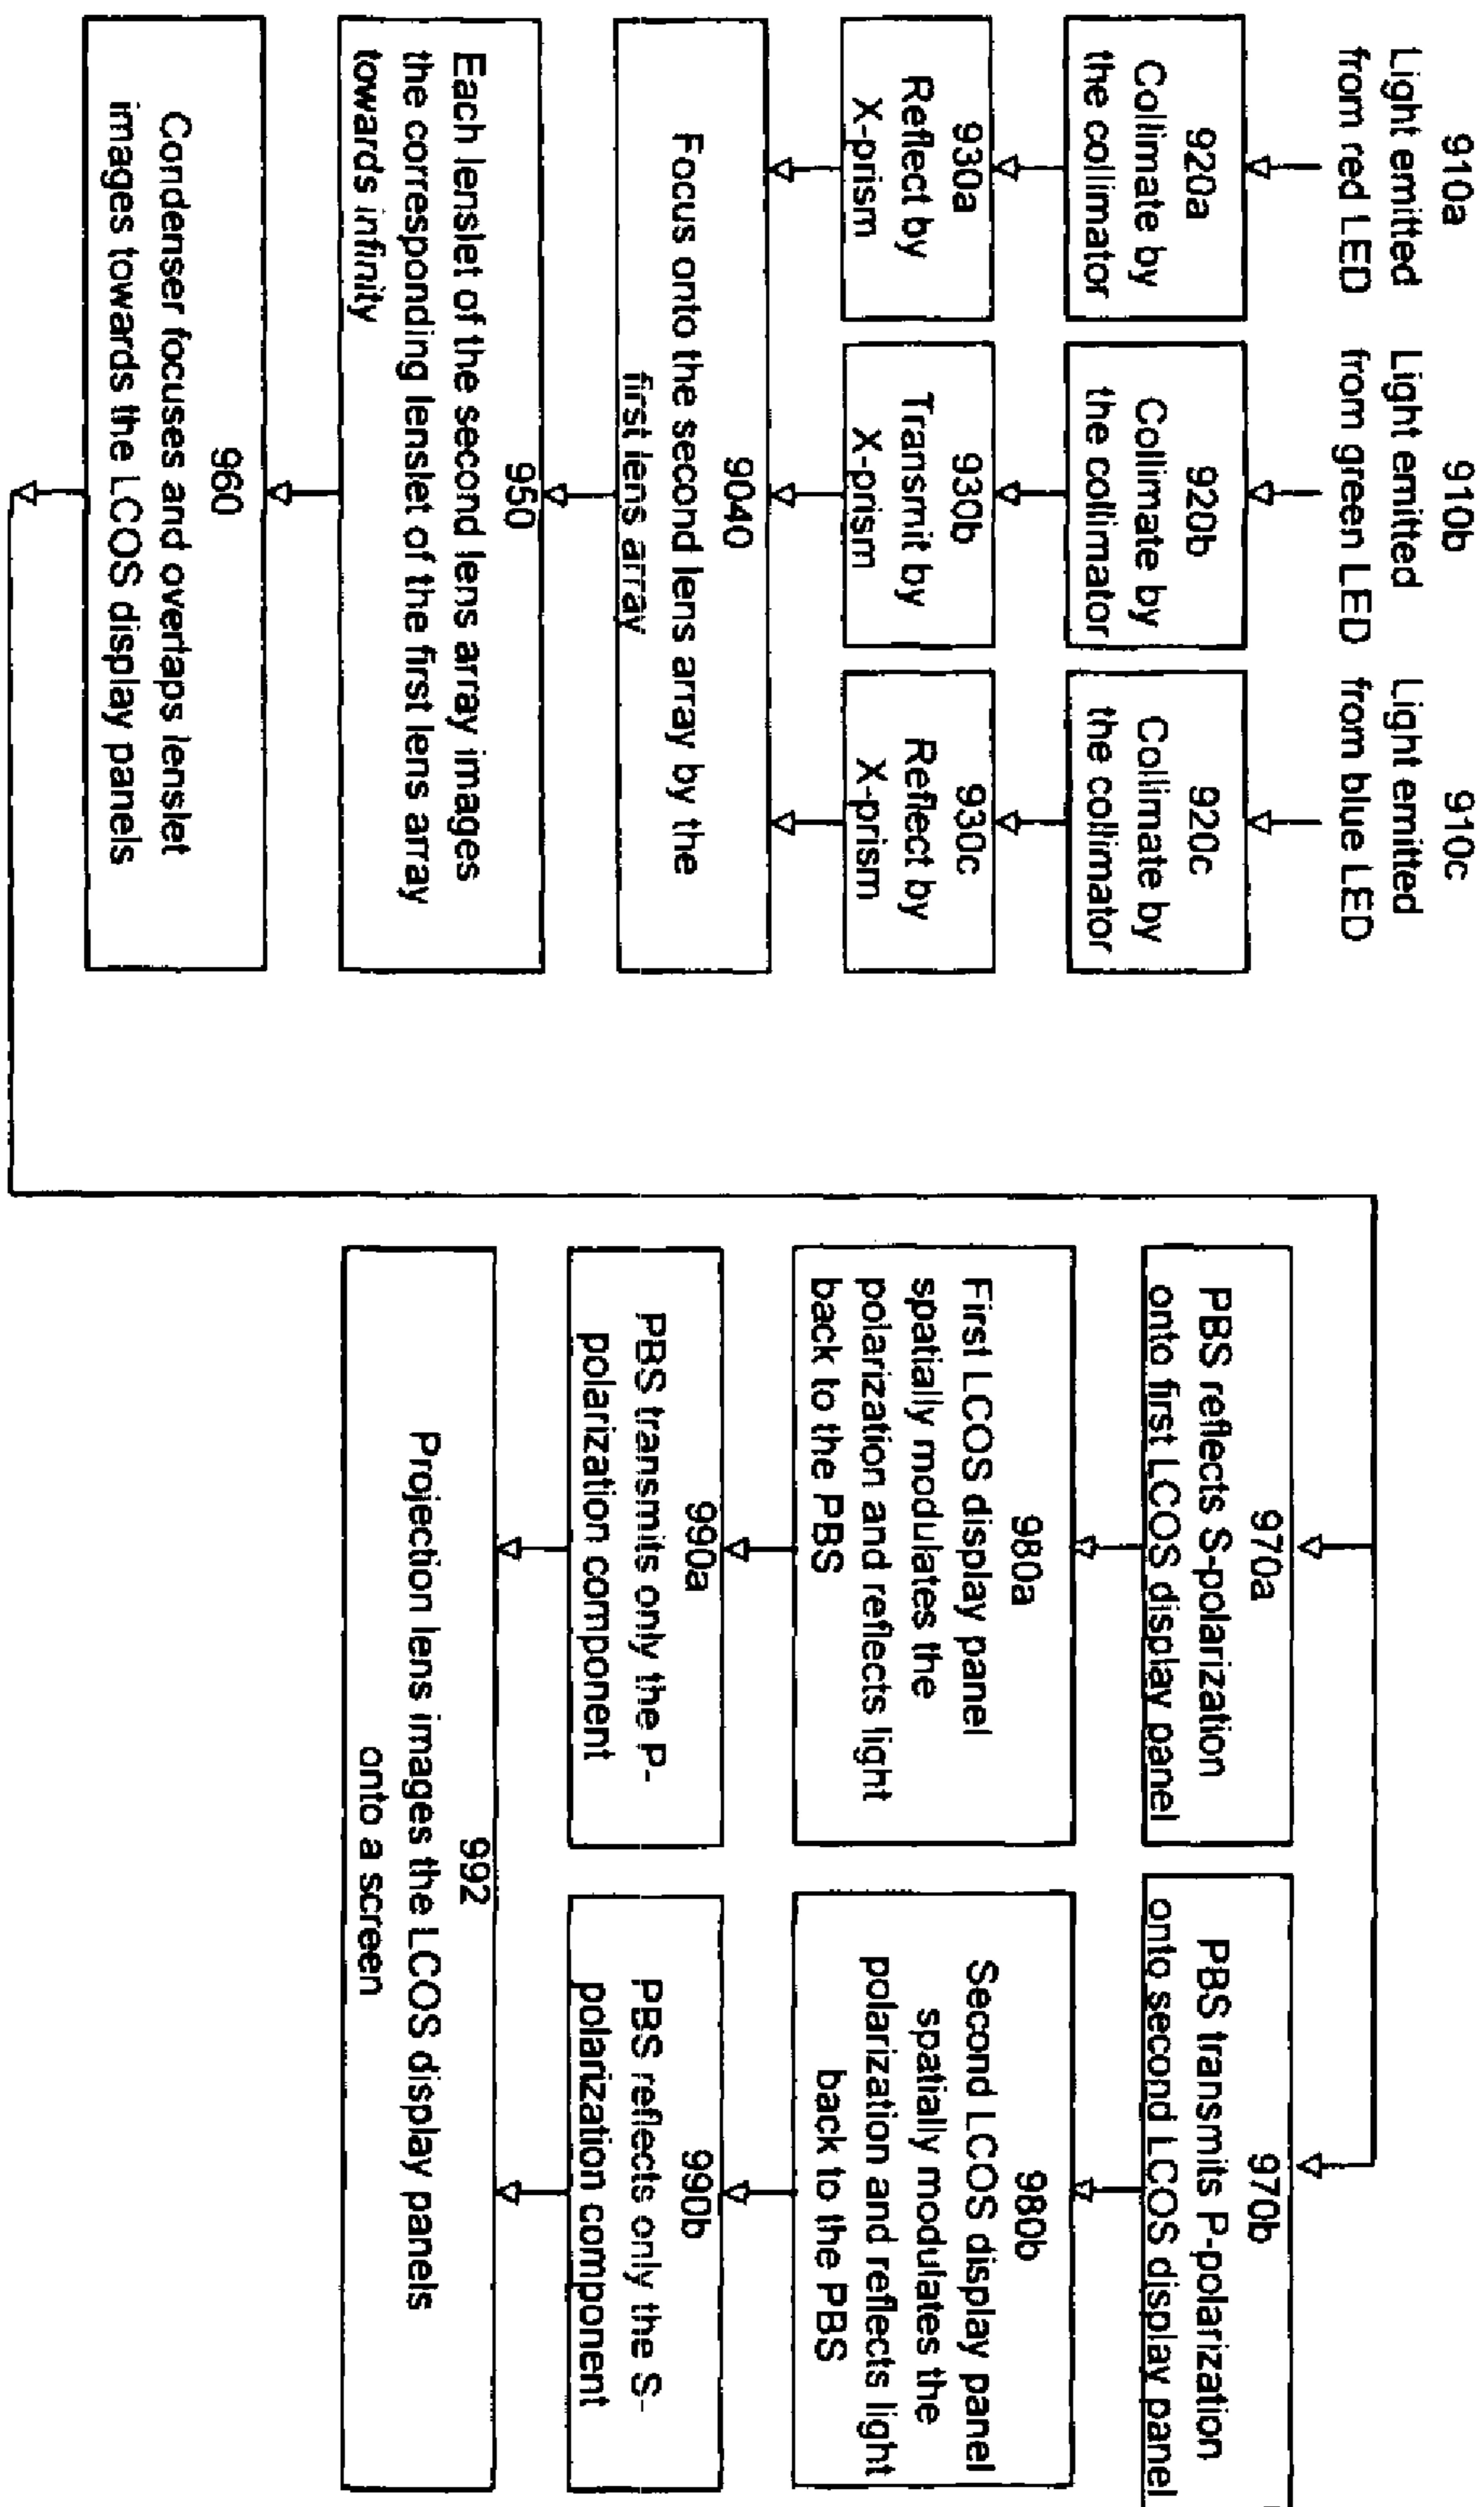 910a
Light emitted
from red LED
910b
Light emitted
from green LED
910c
Light emitted
from blue LED
920a
Collimate by
the collimator
920b
Collimate by
the collimator
920c
Collimate by
the collimator
930a
Reflect by
X-prism
930b
Transmit by
X-prism
930c
Reflect by
X-prism
9040
Focus onto the second lens array by the
first lens array
950
Each lenslet of the second lens array images
the corresponding lenslet of the first lens array
towards infinity
960
Condenser focuses and overlaps lenslet
images towards the LCOS display panels
970a
PBS reflects S-polarization
onto first LCOS display panel
970b
PBS transmits P-polarization
onto second LCOS display panel
980a
First LCOS display panel
spatially modulates the
polarization and reflects light
back to the PBS
980b
Second LCOS display panel
spatially modulates the
polarization and reflects light
back to the PBS
990a
PBS transmits only the P-
polarization component
990b
PBS reflects only the S-
polarization component
992
Projection lens images the LCOS display panels
onto a screen